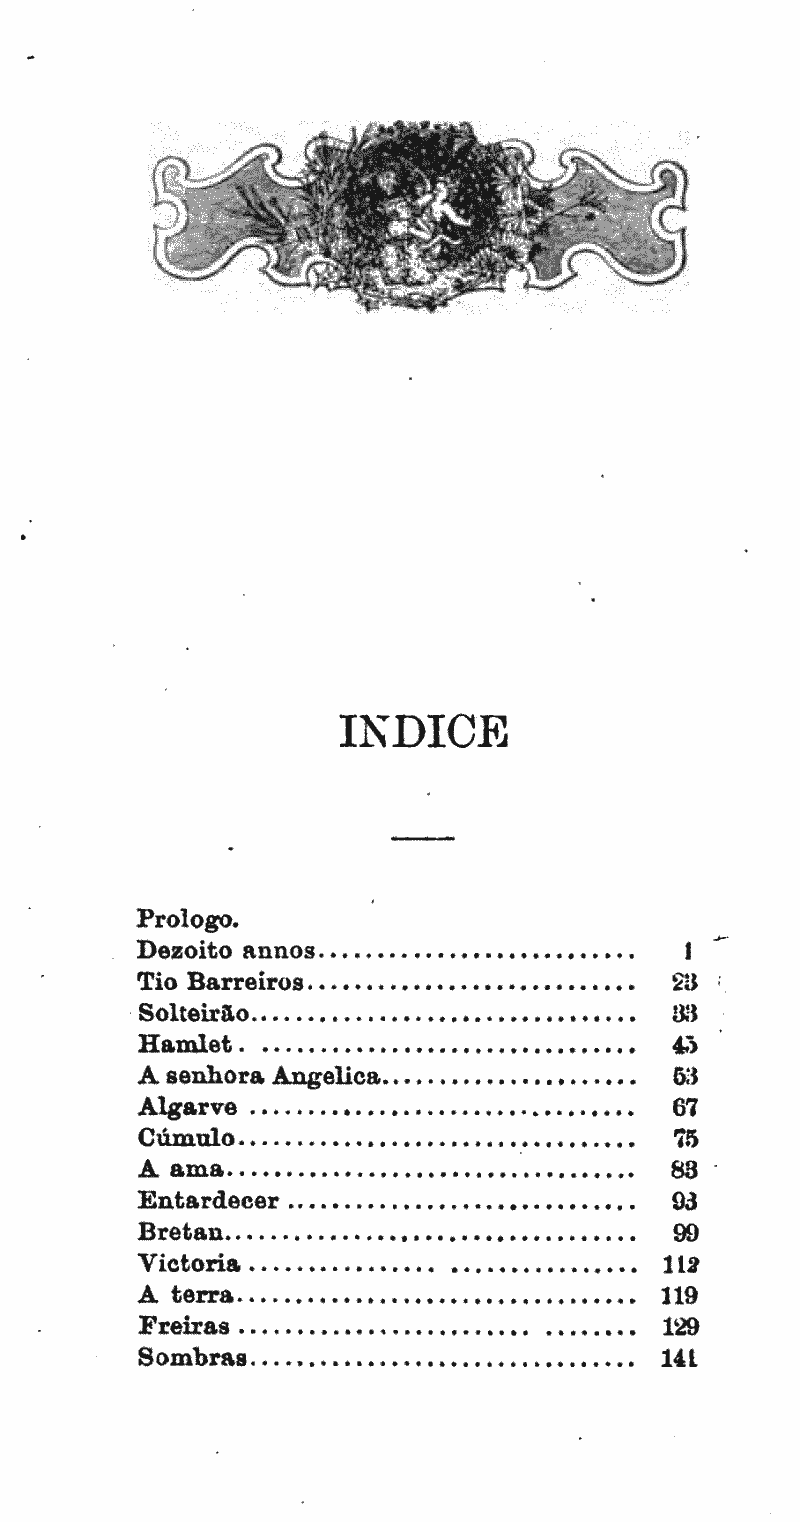 INDICE
Prologo.
Dezoito annos........................... 1
Tio Barreiros............................ 23
Solteirão................................. 33
Hamlet. ................................ 45
A senhora Angelica...................... 53
Algarve ................................. 67
Cúmulo.................................. 75
A ama................................... 83
Entardecer .............................. 93
Bretan................................... 99
Victoria ................ ................ 112
A terra.................................. 119
Freiras ......................... ........ 129
Sombras................................. 141